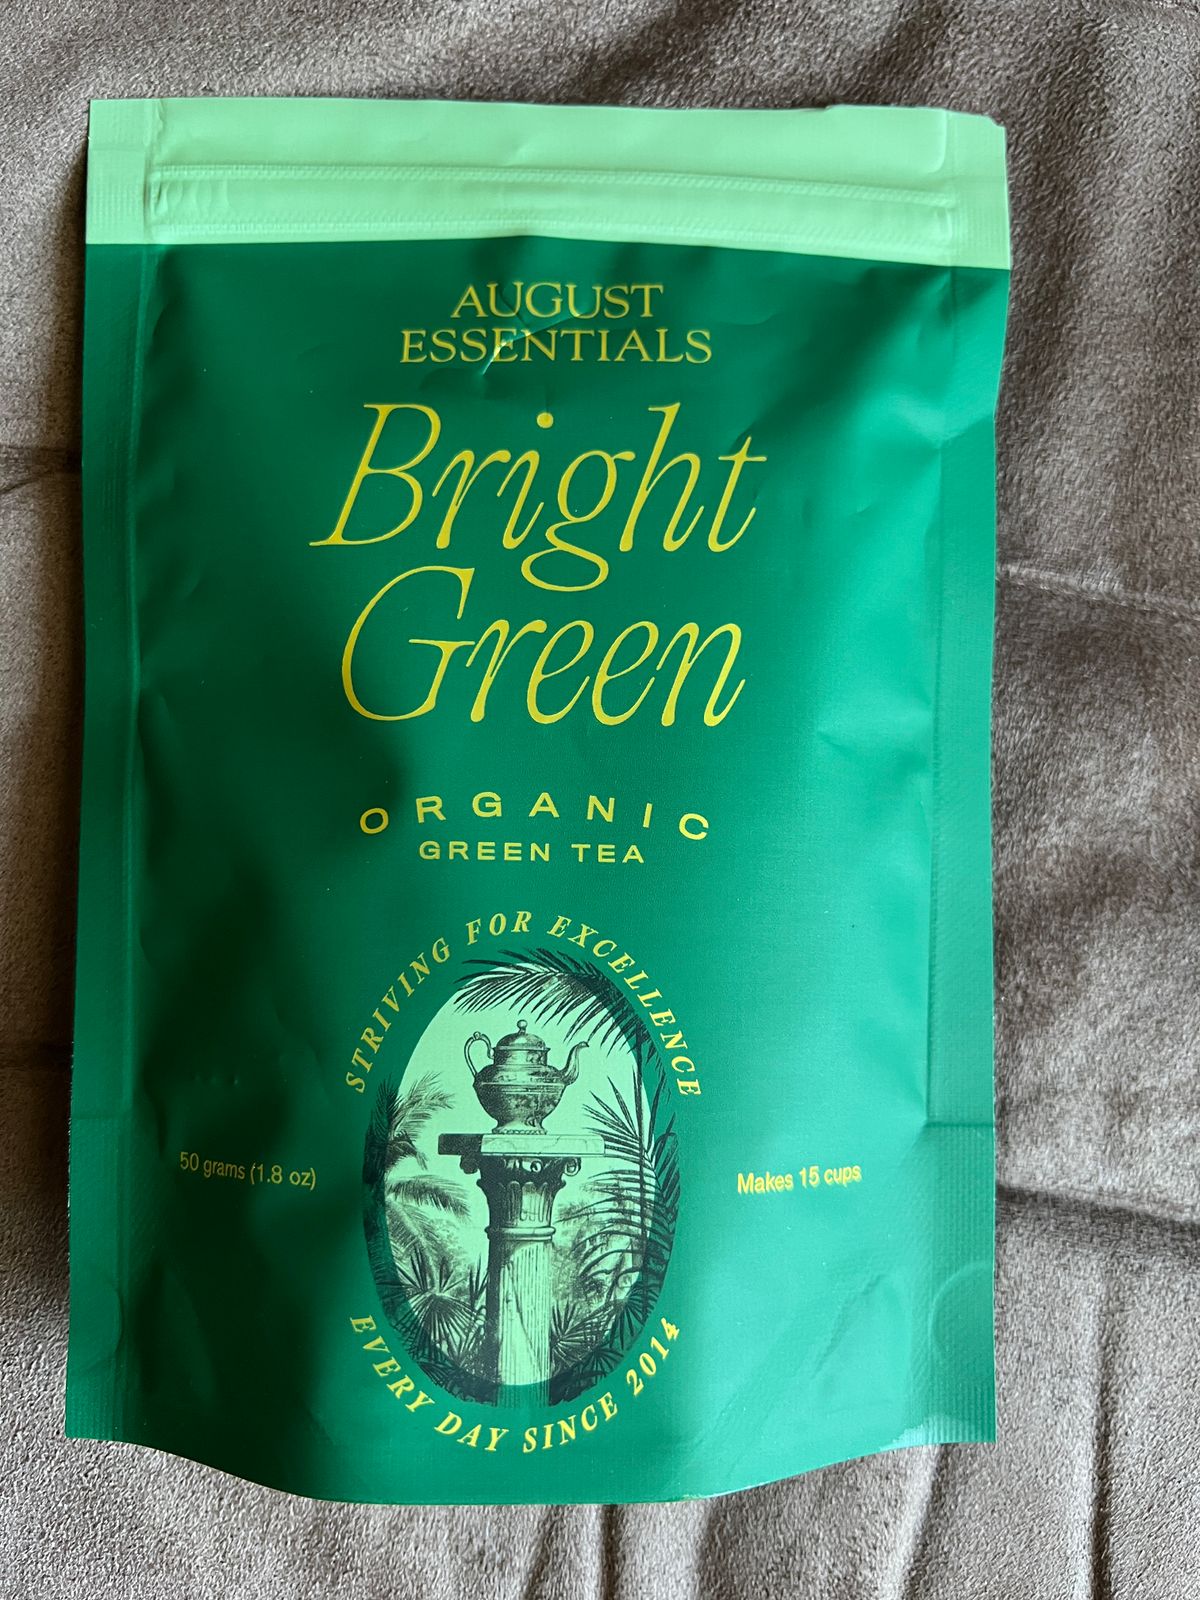 AUGUST
ESSENTIALS
Bright
Green
ORGANIC
GREEN TEA
STRIVING FOR EXCELLENCE
50 grams (1.8 oz)
Makes 15 cups
EVERY DAY SINCE 2014